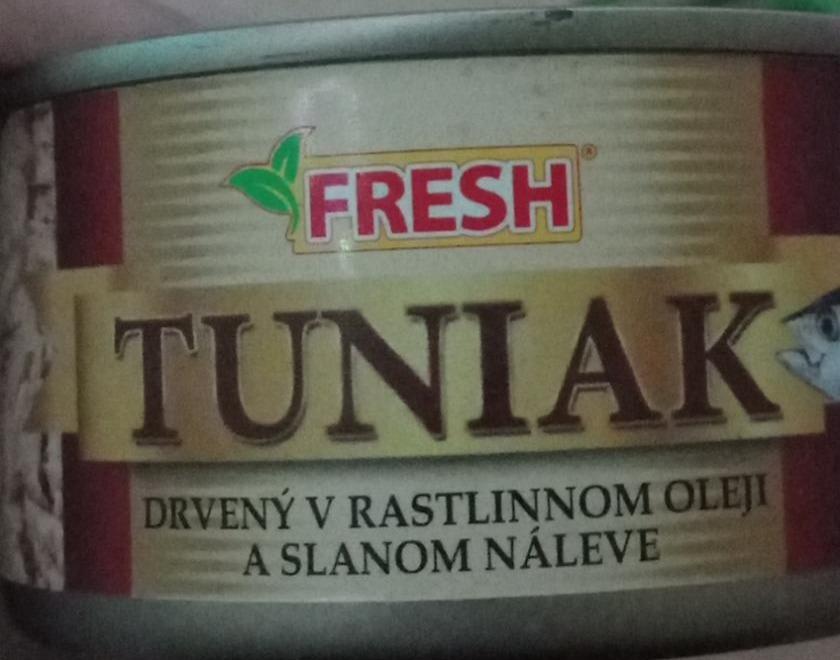 FRESH®
TUNIAK
DRVENÝ V RASTLINNOM OLEJI
A SLANOM NÁLEVE